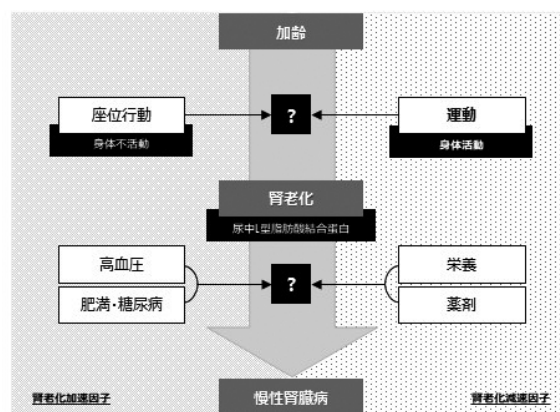 加齢
座位行動
身体不活動
?
運動
身体活動
腎老化
尿中L型脂肪酸結合蛋白
高血圧
肥満・糖尿病
?
栄養
薬剤
腎老化加速因子
慢性腎臓病
腎老化減速因子